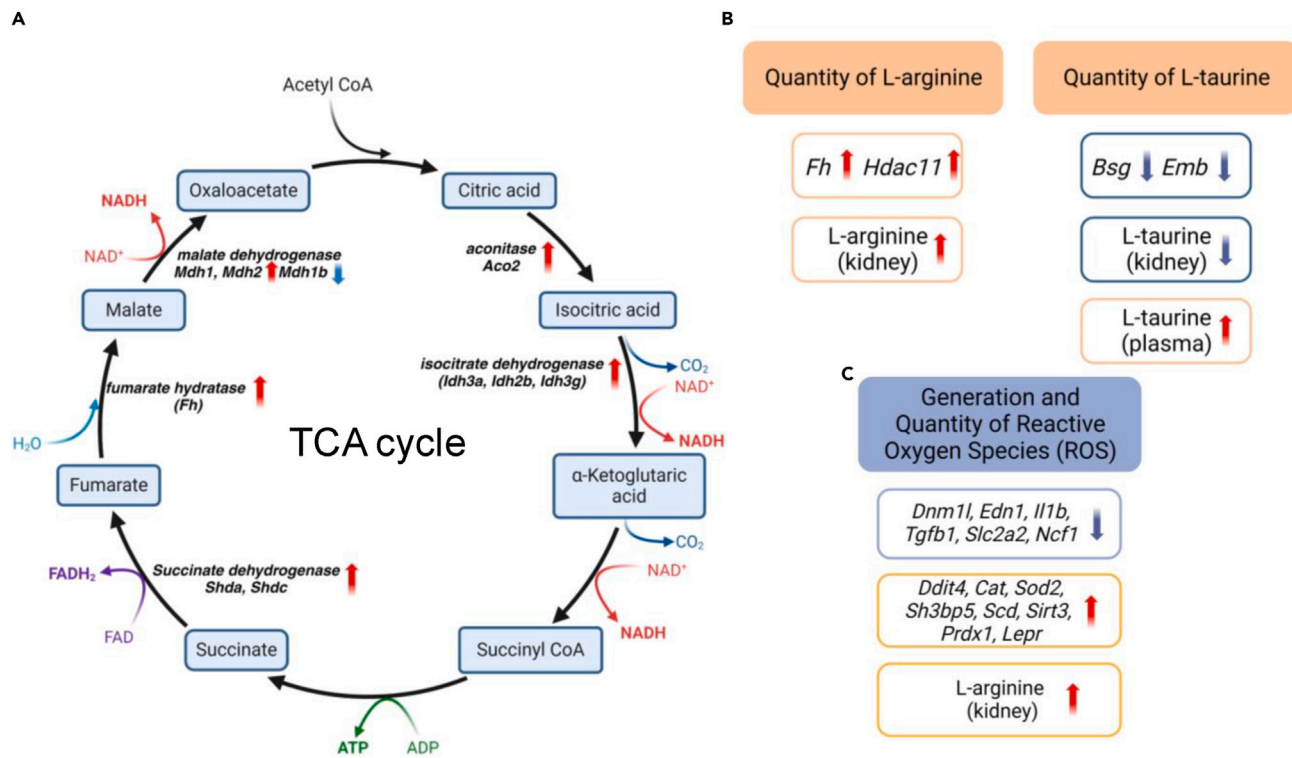 A
Acetyl CoA
Oxaloacetate
Citric acid
NADH
NAD⁺
malate dehydrogenase
Mdh1, Mdh2 Mdh1b
aconitase
Aco2
Malate
Isocitric acid
isocitrate dehydrogenase
(Idh3a, Idh2b, Idh3g)
CO₂
NAD⁺
NADH
fumarate hydratase
(Fh)
H₂O
TCA cycle
Fumarate
α-Ketoglutaric
acid
CO₂
NAD⁺
NADH
Succinate dehydrogenase
Shda, Shdc
FADH₂
FAD
Succinate
Succinyl CoA
ATP
ADP
B
Quantity of L-arginine
Fh Hdac11
L-arginine
(kidney)
Quantity of L-taurine
Bsg Emb
L-taurine
(kidney)
L-taurine
(plasma)
C
Generation and
Quantity of Reactive
Oxygen Species (ROS)
Dnm1l, Edn1, Il1b,
Tgfb1, Slc2a2, Ncf1
Ddit4, Cat, Sod2,
Sh3bp5, Scd, Sirt3,
Prdx1, Lepr
L-arginine
(kidney)